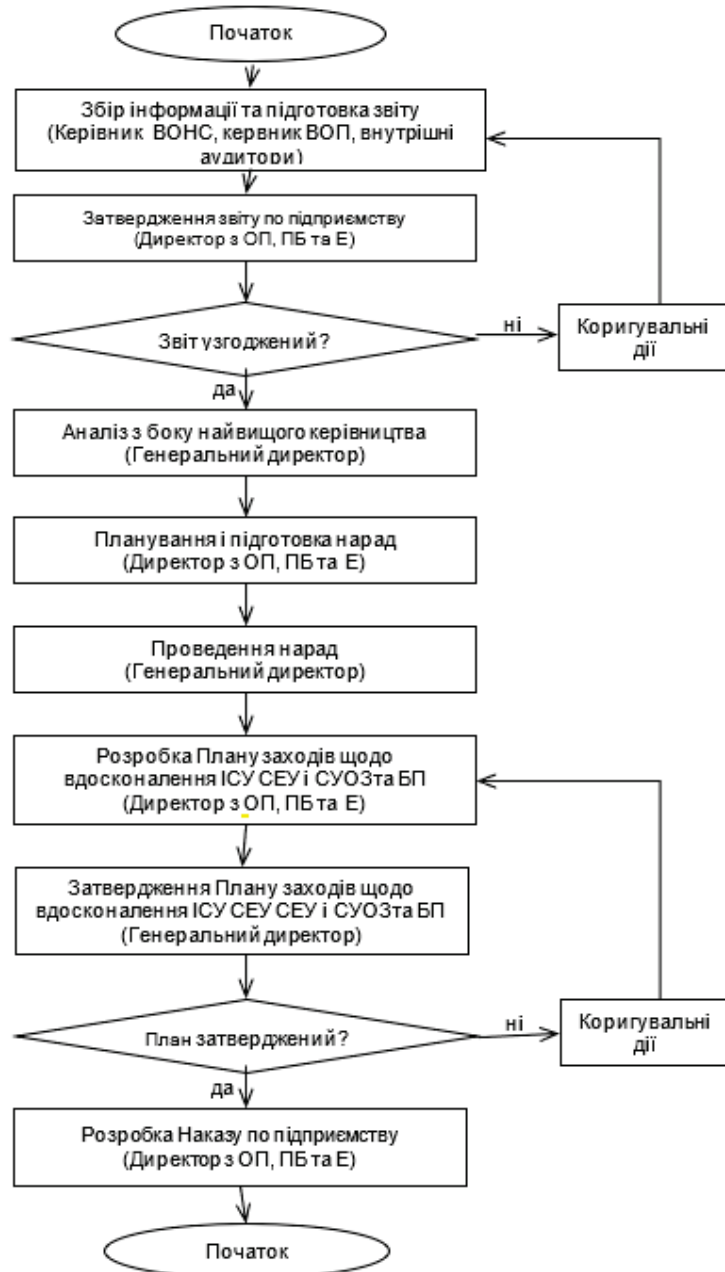 Початок
Збір інформації та підготовка звіту
(Керівник ВОНС, кервник ВОП, внутрішні
аудитори)
Затвердження звіту по підприємству
(Директор з ОП, ПБ та Е)
Звіт узгоджений?
ні
Коригувальні
дії
да
Аналіз з боку найвищого керівництва
(Генеральний директор)
Планування і підготовка нарад
(Директор з ОП, ПБ та Е)
Проведення нарад
(Генеральний директор)
Розробка Плану заходів щодо
вдосконалення ІСУ СЕУ і СУОЗта БП
(Директор з ОП, ПБ та Е)
Затвердження Плану заходів щодо
вдосконалення ІСУ СЕУ СЕУ і СУОЗта БП
(Генеральний директор)
План затверджений?
ні
Коригувальні
дії
да
Розробка Наказу по підприємству
(Директор з ОП, ПБ та Е)
Початок